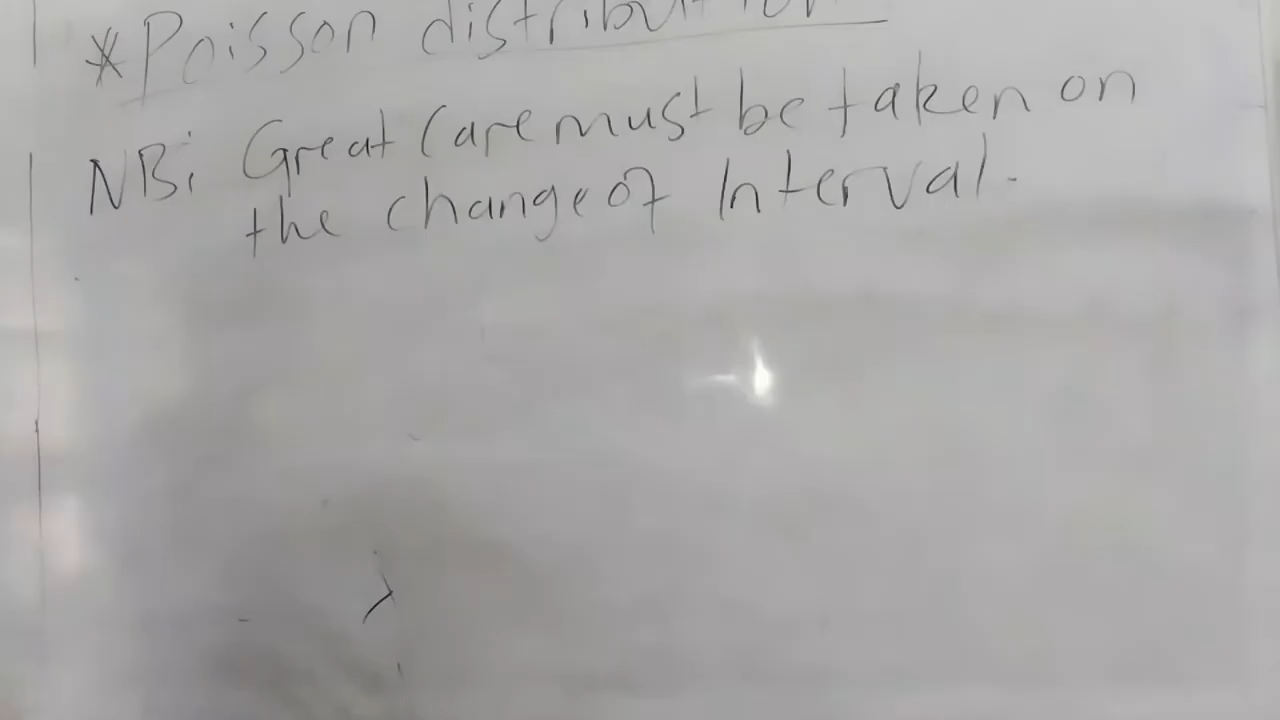 *Poisson distribution
NB: Great Care must be taken on
the change of Interval.